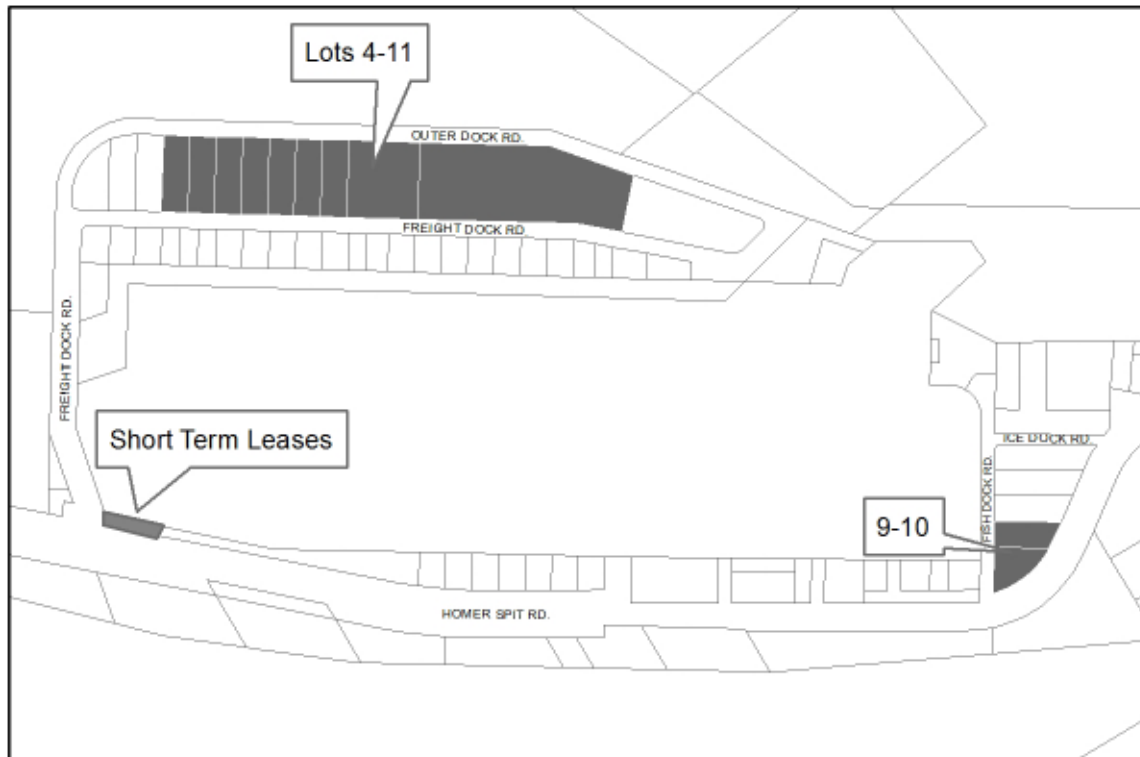 Lots 4-11
OUTER DOCK RD.
FREIGHT DOCK RD.
FREIGHT DOCK RD.
Short Term Leases
ICE DOCK RD.
FISH DOCK RD.
9-10
HOMER SPIT RD.